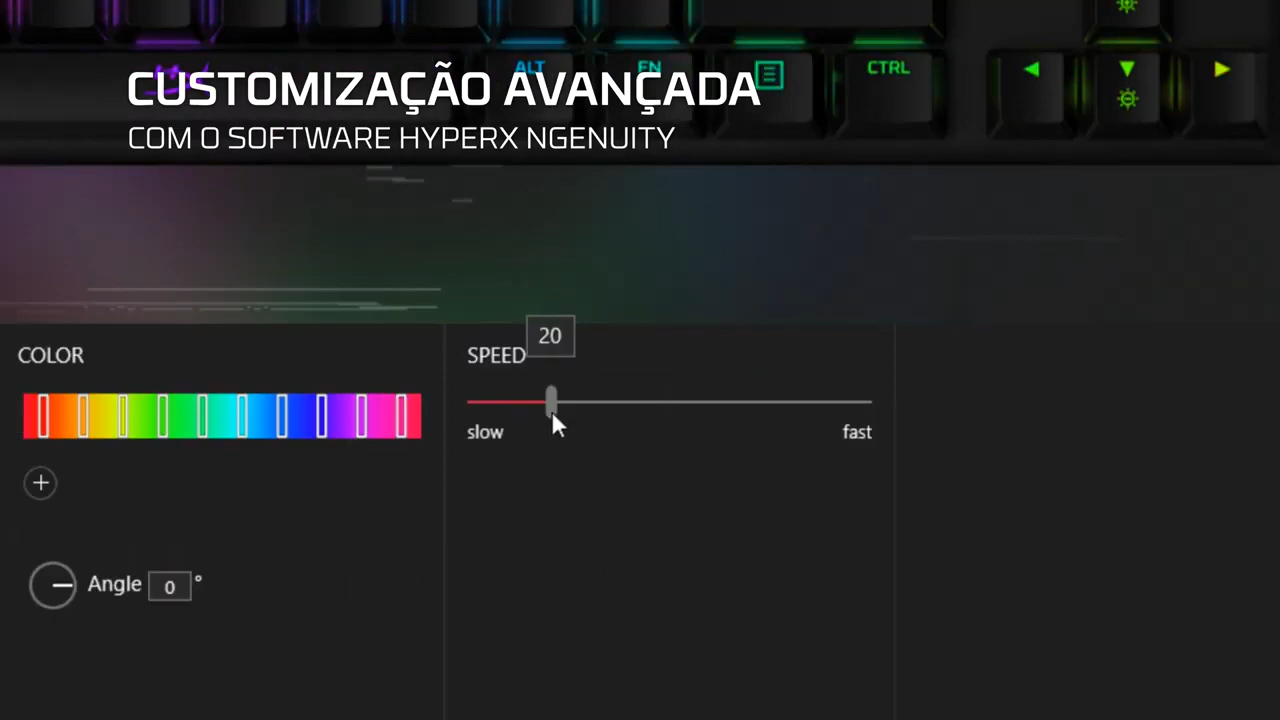 ALT FN CTRL
CUSTOMIZAÇÃO AVANÇADA
COM O SOFTWARE HYPERX NGENUITY
20
COLOR
SPEED
slow fast
+
Angle 0 °